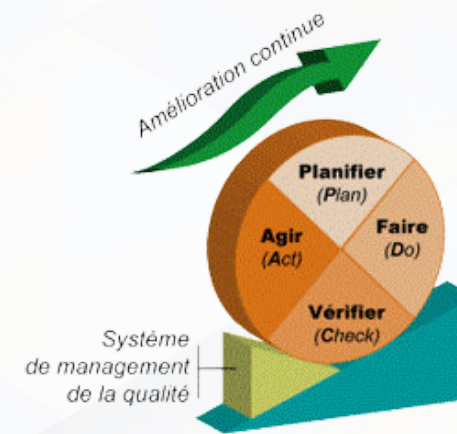 Amélioration continue
Planifier
(Plan)
Faire
(Do)
Agir
(Act)
Vérifier
(Check)
Système
de management
de la qualité